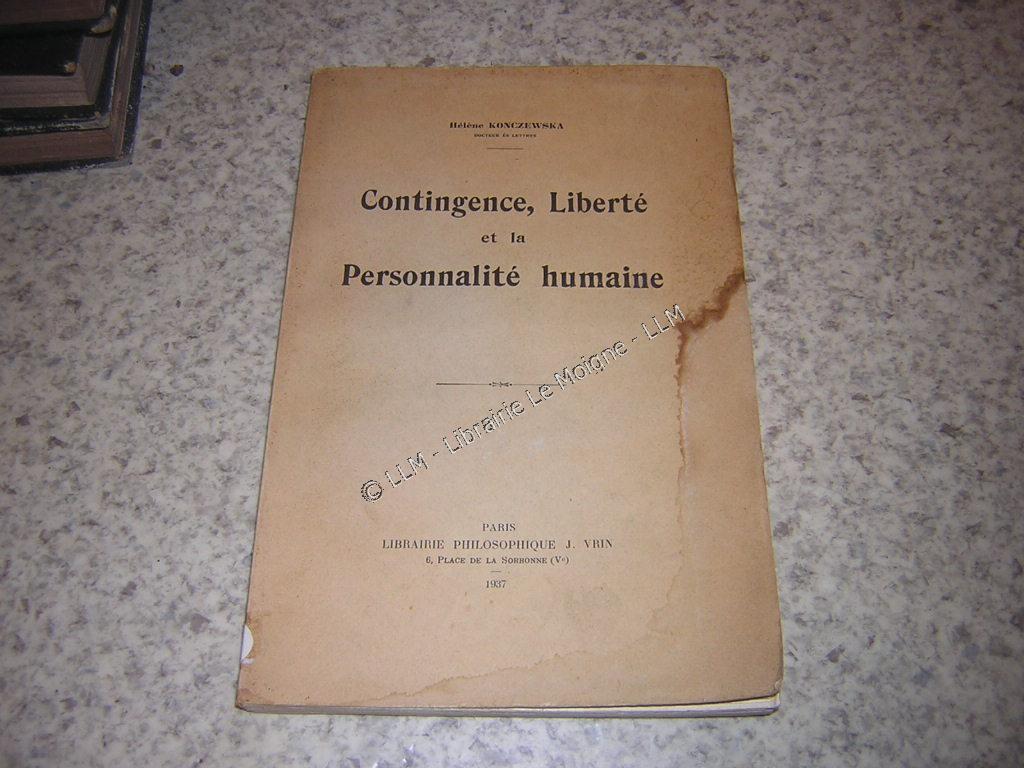 Hélène KONCZEWSKA
DOCTEUR ÈS LETTRES
Contingence, Liberté
et la
Personnalité humaine
© LLM - Librairie Le Moigne - LLM
PARIS
LIBRAIRIE PHILOSOPHIQUE J. VRIN
6, PLACE DE LA SORBONNE (Ve)
1937